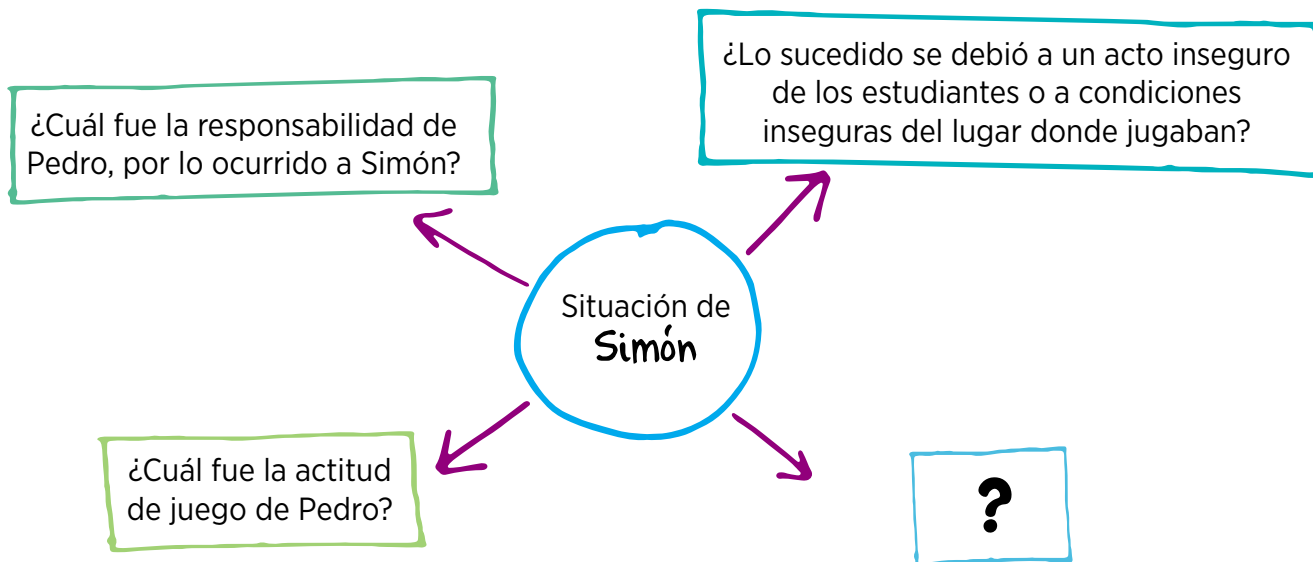 ¿Cuál fue la responsabilidad de
Pedro, por lo ocurrido a Simón?
¿Lo sucedido se debió a un acto inseguro
de los estudiantes o a condiciones
inseguras del lugar donde jugaban?
Situación de
Simón
¿Cuál fue la actitud
de juego de Pedro?
?